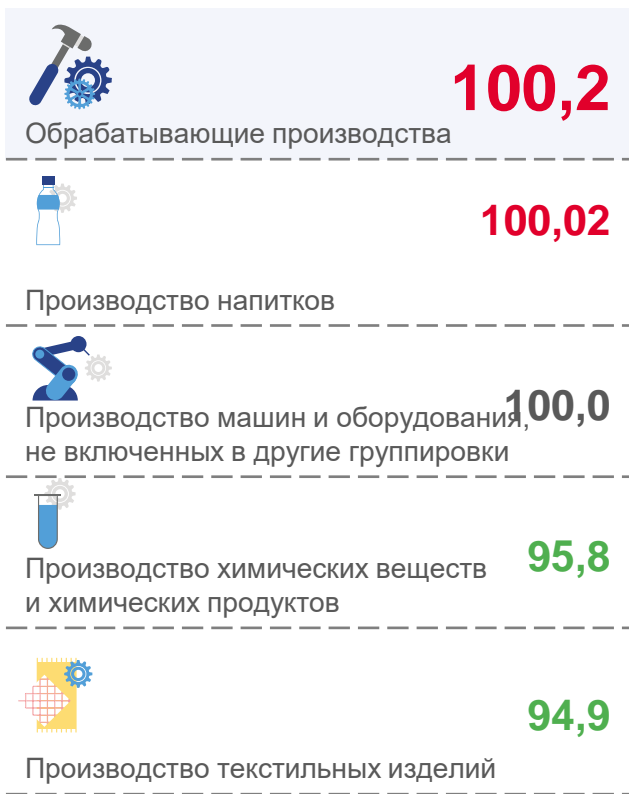 100,2
Обрабатывающие производства
100,02
Производство напитков
100,0
Производство машин и оборудования,
не включенных в другие группировки
95,8
Производство химических веществ
и химических продуктов
94,9
Производство текстильных изделий